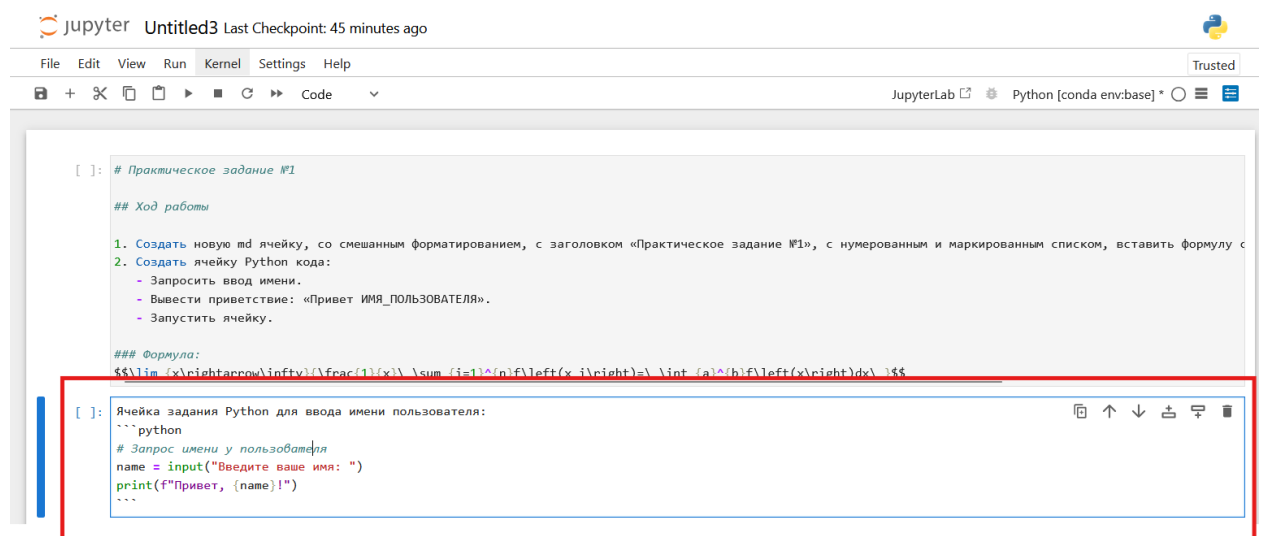 jupyter Untitled3 Last Checkpoint: 45 minutes ago
File Edit View Run Kernel Settings Help Trusted
Code JupyterLab Python [conda env:base] *
[ ]: # Практическое задание №1
## Ход работы
1. Создать новую md ячейку, со смешанным форматированием, с заголовком «Практическое задание №1», с нумерованным и маркированным списком, вставить формулу с
2. Создать ячейку Python кода:
- Запросить ввод имени.
- Вывести приветствие: «Привет ИМЯ_ПОЛЬЗОВАТЕЛЯ».
- Запустить ячейку.
### Формула:
$$\lim_{x\rightarrow\infty}{\frac{1}{x}\ \sum_{i=1}^{n}f\left(x_i\right)=\ \int_{a}^{b}f\left(x\right)dx\ }$$
[ ]: Ячейка задания Python для ввода имени пользователя:
```python
# Запрос имени у пользователя
name = input("Введите ваше имя: ")
print(f"Привет, {name}!")
```